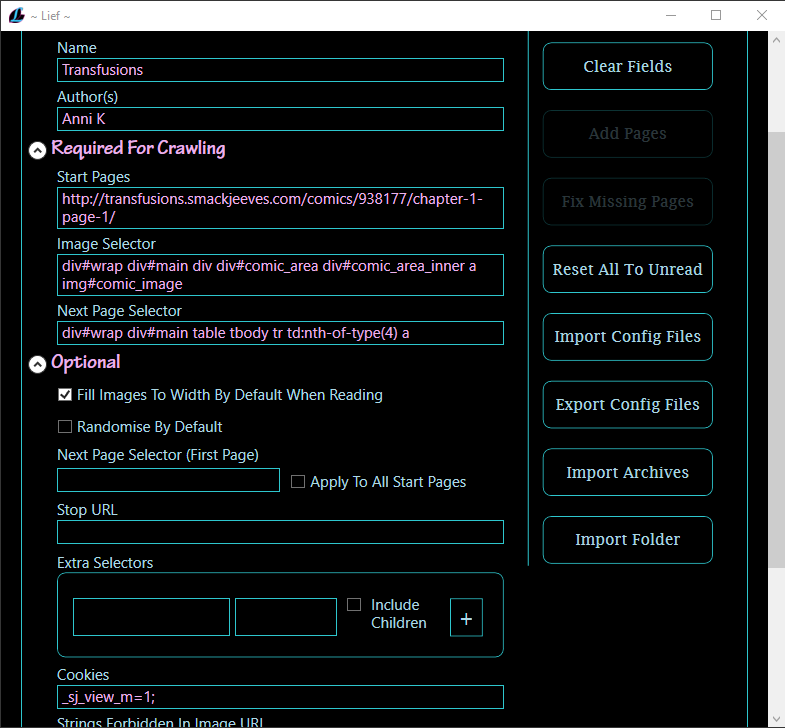 ~ Lief ~
Name
Transfusions
Author(s)
Anni K
Required For Crawling
Start Pages
http://transfusions.smackjeeves.com/comics/938177/chapter-1-
page-1/
Image Selector
div#wrap div#main div div#comic_area div#comic_area_inner a
img#comic_image
Next Page Selector
div#wrap div#main table tbody tr td:nth-of-type(4) a
Optional
Fill Images To Width By Default When Reading
Randomise By Default
Next Page Selector (First Page)
Apply To All Start Pages
Stop URL
Extra Selectors
Include
Children
+
Cookies
_sj_view_m=1;
Strings Forbidden In Image URL
Clear Fields
Add Pages
Fix Missing Pages
Reset All To Unread
Import Config Files
Export Config Files
Import Archives
Import Folder